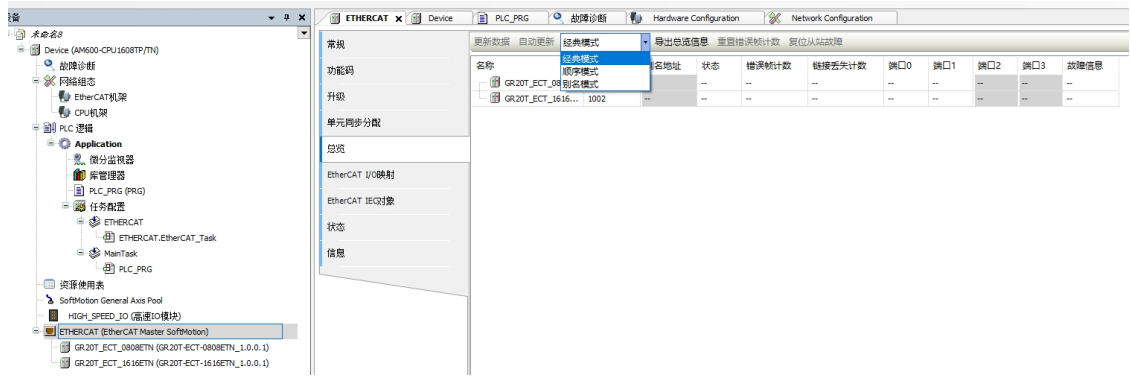 设备
未命名8
Device (AM600-CPU1608TP/TN)
故障诊断
网络组态
EtherCAT机架
CPU机架
PLC 逻辑
Application
微分监视器
库管理器
PLC_PRG (PRG)
任务配置
ETHERCAT
ETHERCAT.EtherCAT_Task
MainTask
PLC_PRG
资源使用表
SoftMotion General Axis Pool
HIGH_SPEED_IO (高速IO模块)
ETHERCAT (EtherCAT Master SoftMotion)
GR20T_ECT_0808ETN (GR20T-ECT-0808ETN_1.0.0.1)
GR20T_ECT_1616ETN (GR20T-ECT-1616ETN_1.0.0.1)
ETHERCAT Device PLC_PRG 故障诊断 Hardware Configuration Network Configuration
常规
功能码
升级
单元同步分配
总览
EtherCAT I/O映射
EtherCAT IEC对象
状态
信息
更新数据 自动更新 经典模式 导出总览信息 重置错误帧计数 复位从站故障
经典模式
顺序模式
别名模式
名称 别名地址 状态 错误帧计数 链接丢失计数 端口0 端口1 端口2 端口3 故障信息
GR20T_ECT_08 -- -- -- -- -- -- -- --
GR20T_ECT_1616... 1002 -- -- -- -- -- -- -- -- --